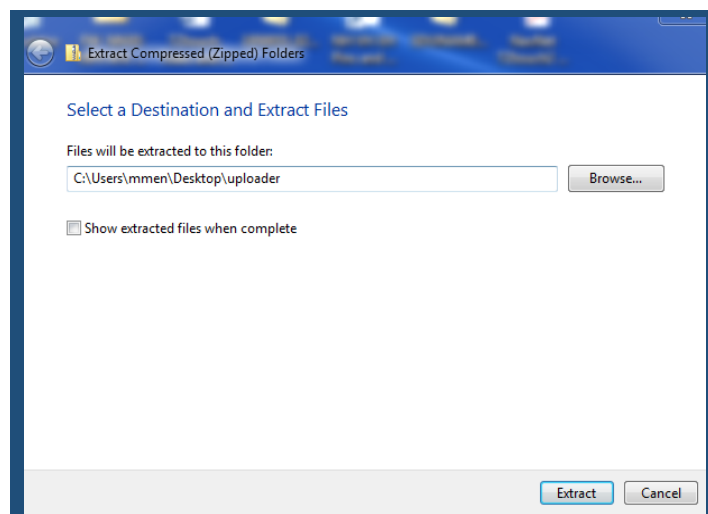 Extract Compressed (Zipped) Folders
Select a Destination and Extract Files
Files will be extracted to this folder:
C:\Users\mmen\Desktop\uploader
Browse...
Show extracted files when complete
Extract
Cancel